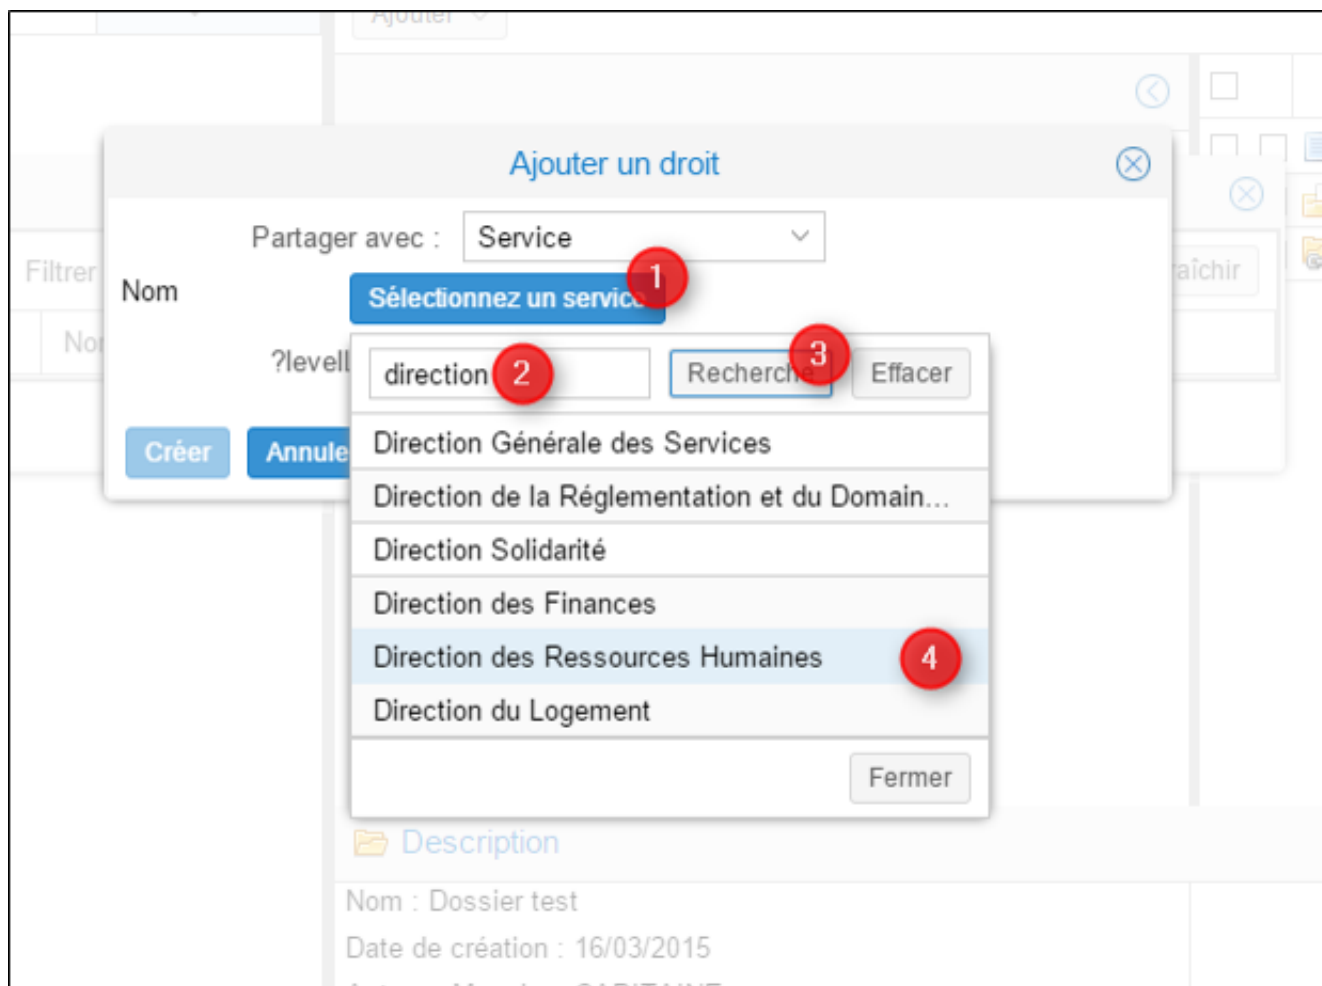 Ajouter
Ajouter un droit
Partager avec : Service
1
Filtrer
raîchir
Nom
Sélectionnez un service
3
?levell
direction 2
Recherche
Effacer
Créer
Annule
Direction Générale des Services
Direction de la Réglementation et du Domain...
Direction Solidarité
Direction des Finances
Direction des Ressources Humaines 4
Direction du Logement
Fermer
Description
Nom : Dossier test
Date de création : 16/03/2015